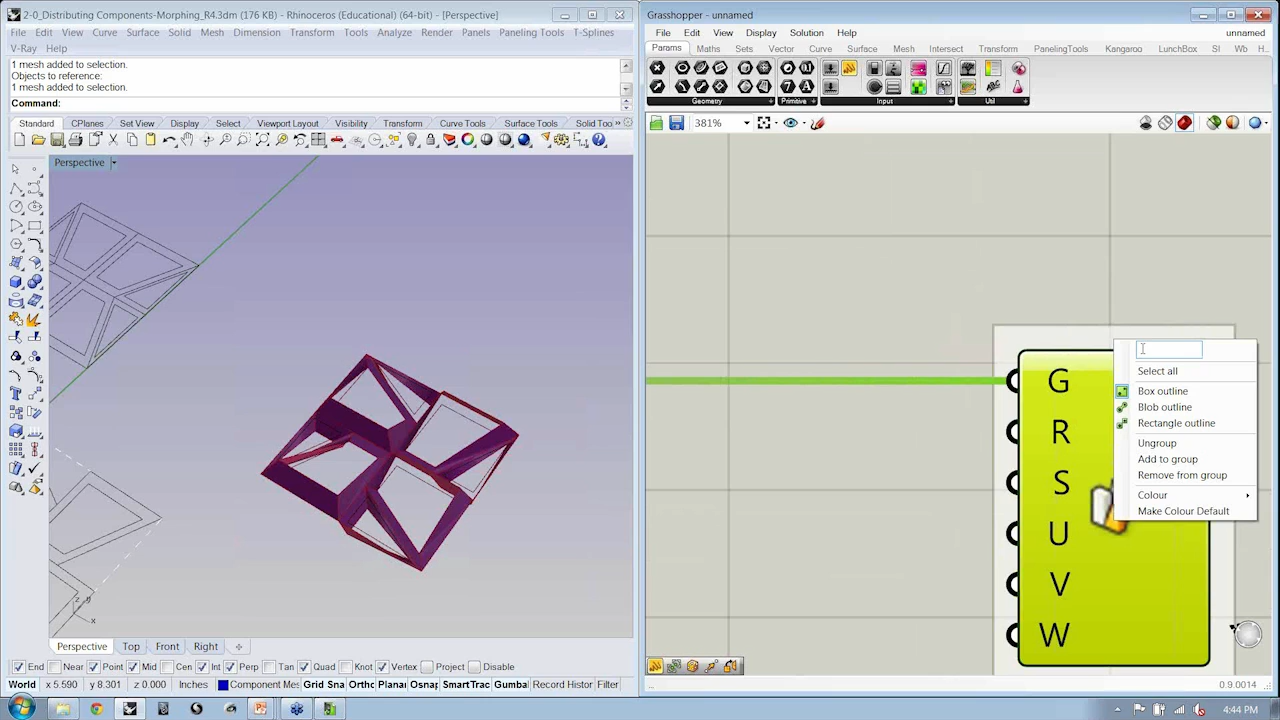 2-0_Distributing Components-Morphing_R4.3dm (176 KB) - Rhinoceros (Educational) (64-bit) - [Perspective]
File Edit View Curve Surface Solid Mesh Dimension Transform Tools Analyze Render Panels Paneling Tools T-Splines
V-Ray Help
1 mesh added to selection.
Objects to reference:
1 mesh added to selection.
Command:
Standard CPlanes Set View Display Select Viewport Layout Visibility Transform Curve Tools Surface Tools Solid Too
Perspective
z y
x
Perspective Top Front Right
End Near Point Mid Cen Int Perp Tan Quad Knot Vertex Project Disable
World x 5.590 y 8.301 z 0.000 Inches Component Me Grid Sna Ortho Planar Osnap SmartTrac Gumba Record Histor Filter
Grasshopper - unnamed
File Edit View Display Solution Help unnamed
Params Maths Sets Vector Curve Surface Mesh Intersect Transform PanelingTools Kangaroo LunchBox SI Wb H...
Geometry Primitive Input Util
381%
G
R
S
U
V
W
Select all
Box outline
Blob outline
Rectangle outline
Ungroup
Add to group
Remove from group
Colour
Make Colour Default
...
0.9.0014
4:44 PM